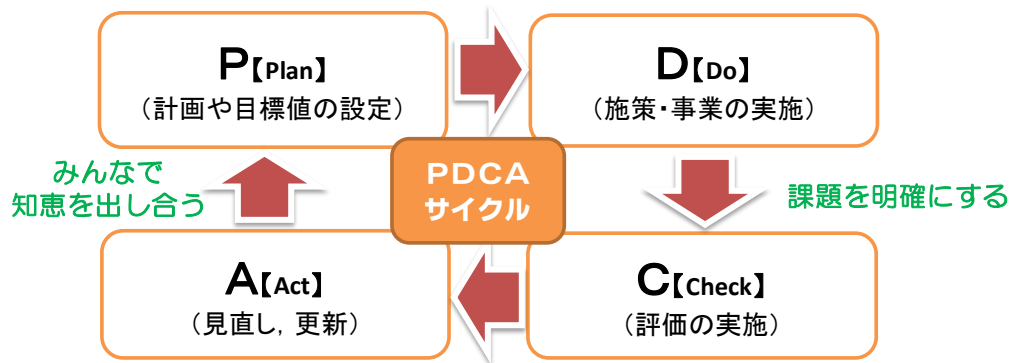 P【Plan】
（計画や目標値の設定）
D【Do】
（施策・事業の実施）
みんなで
知恵を出し合う
PDCA
サイクル
課題を明確にする
A【Act】
（見直し，更新）
C【Check】
（評価の実施）